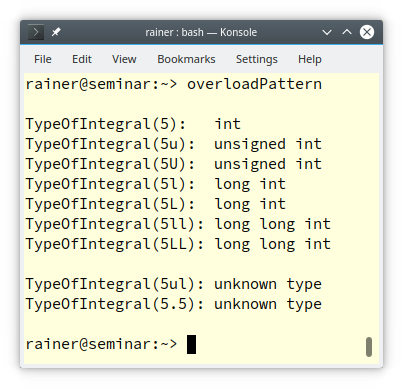 rainer : bash — Konsole
File Edit View Bookmarks Settings Help
rainer@seminar:~> overloadPattern
TypeOfIntegral(5):   int
TypeOfIntegral(5u):  unsigned int
TypeOfIntegral(5U):  unsigned int
TypeOfIntegral(5l):  long int
TypeOfIntegral(5L):  long int
TypeOfIntegral(5ll): long long int
TypeOfIntegral(5LL): long long int
TypeOfIntegral(5ul): unknown type
TypeOfIntegral(5.5): unknown type
rainer@seminar:~>